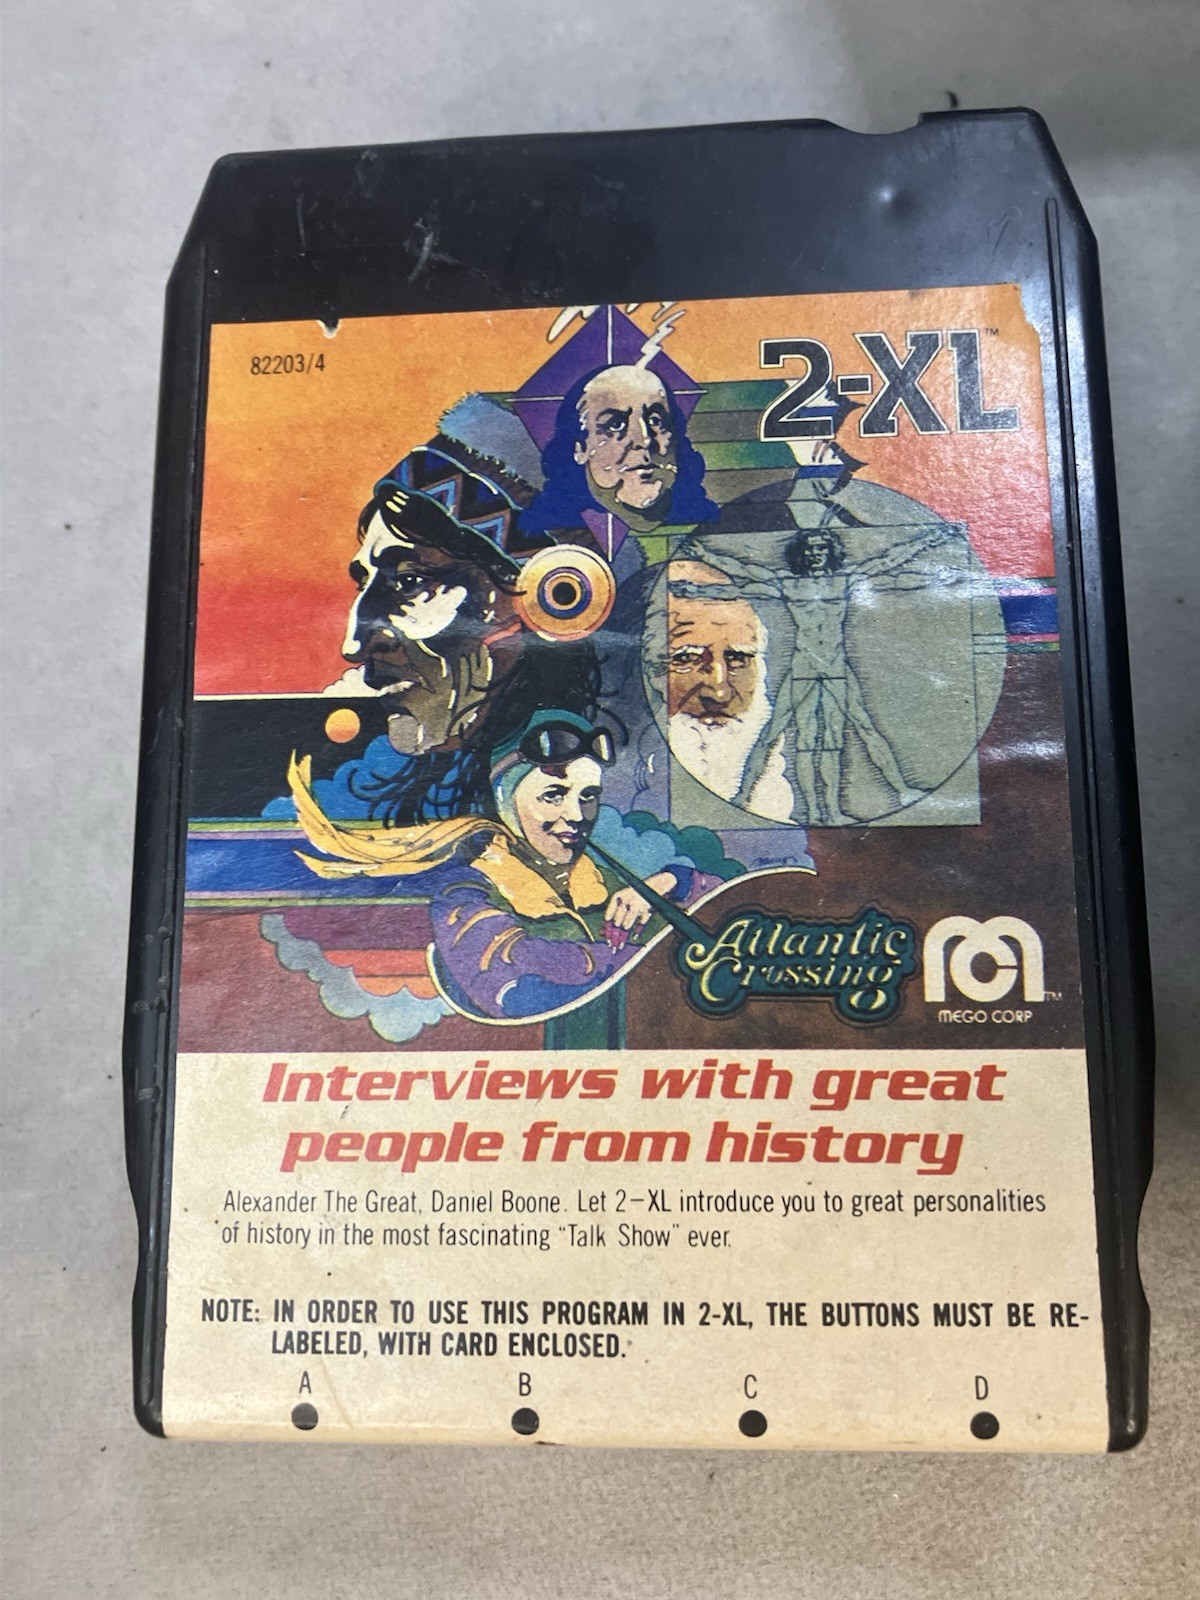 82203/4
2-XL™
Atlantic
Crossing
TM
MEGO CORP
Interviews with great
people from history
Alexander The Great, Daniel Boone. Let 2–XL introduce you to great personalities
of history in the most fascinating "Talk Show" ever.
NOTE: IN ORDER TO USE THIS PROGRAM IN 2-XL, THE BUTTONS MUST BE RE-
LABELED, WITH CARD ENCLOSED.
A B C D